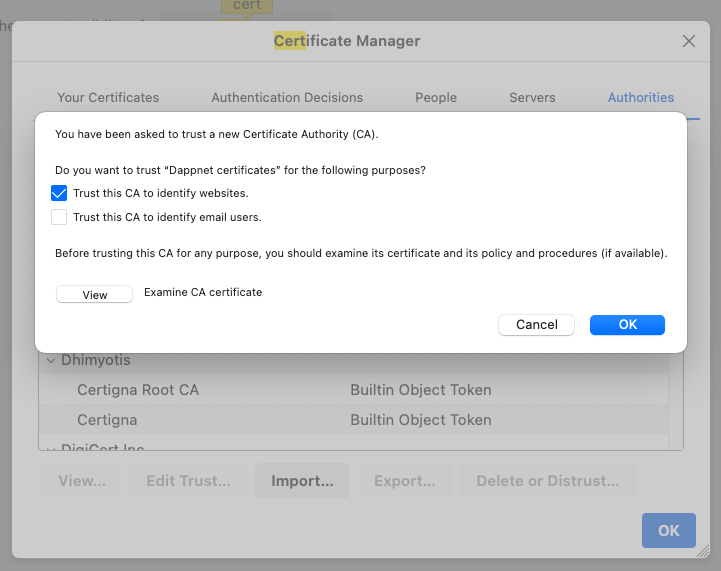 cert
Certificate Manager
Your Certificates
Authentication Decisions
People
Servers
Authorities
You have been asked to trust a new Certificate Authority (CA).
Do you want to trust “Dappnet certificates” for the following purposes?
Trust this CA to identify websites.
Trust this CA to identify email users.
Before trusting this CA for any purpose, you should examine its certificate and its policy and procedures (if available).
View
Examine CA certificate
Cancel
OK
Dhimyotis
Certigna Root CA
Builtin Object Token
Certigna
Builtin Object Token
DigiCert Inc
View...
Edit Trust...
Import...
Export...
Delete or Distrust...
OK